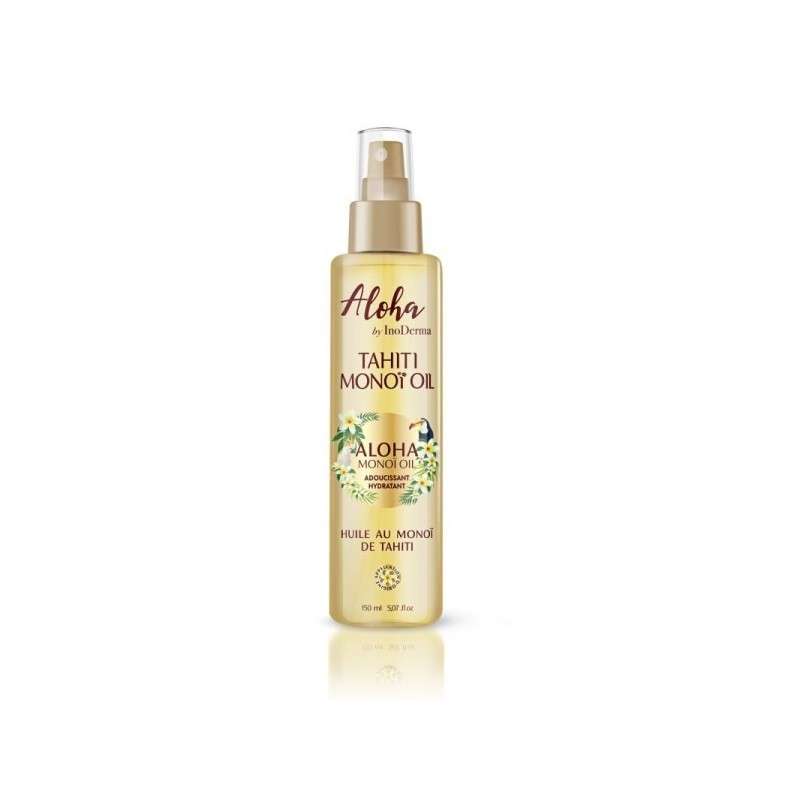 Aloha
by InoDerma
TAHITI
MONOÏ OIL
ALOHA
MONOÏ OIL
ADOUCISSANT
HYDRATANT
HUILE AU MONOÏ
DE TAHITI
150 ml 5,07 .fl.oz